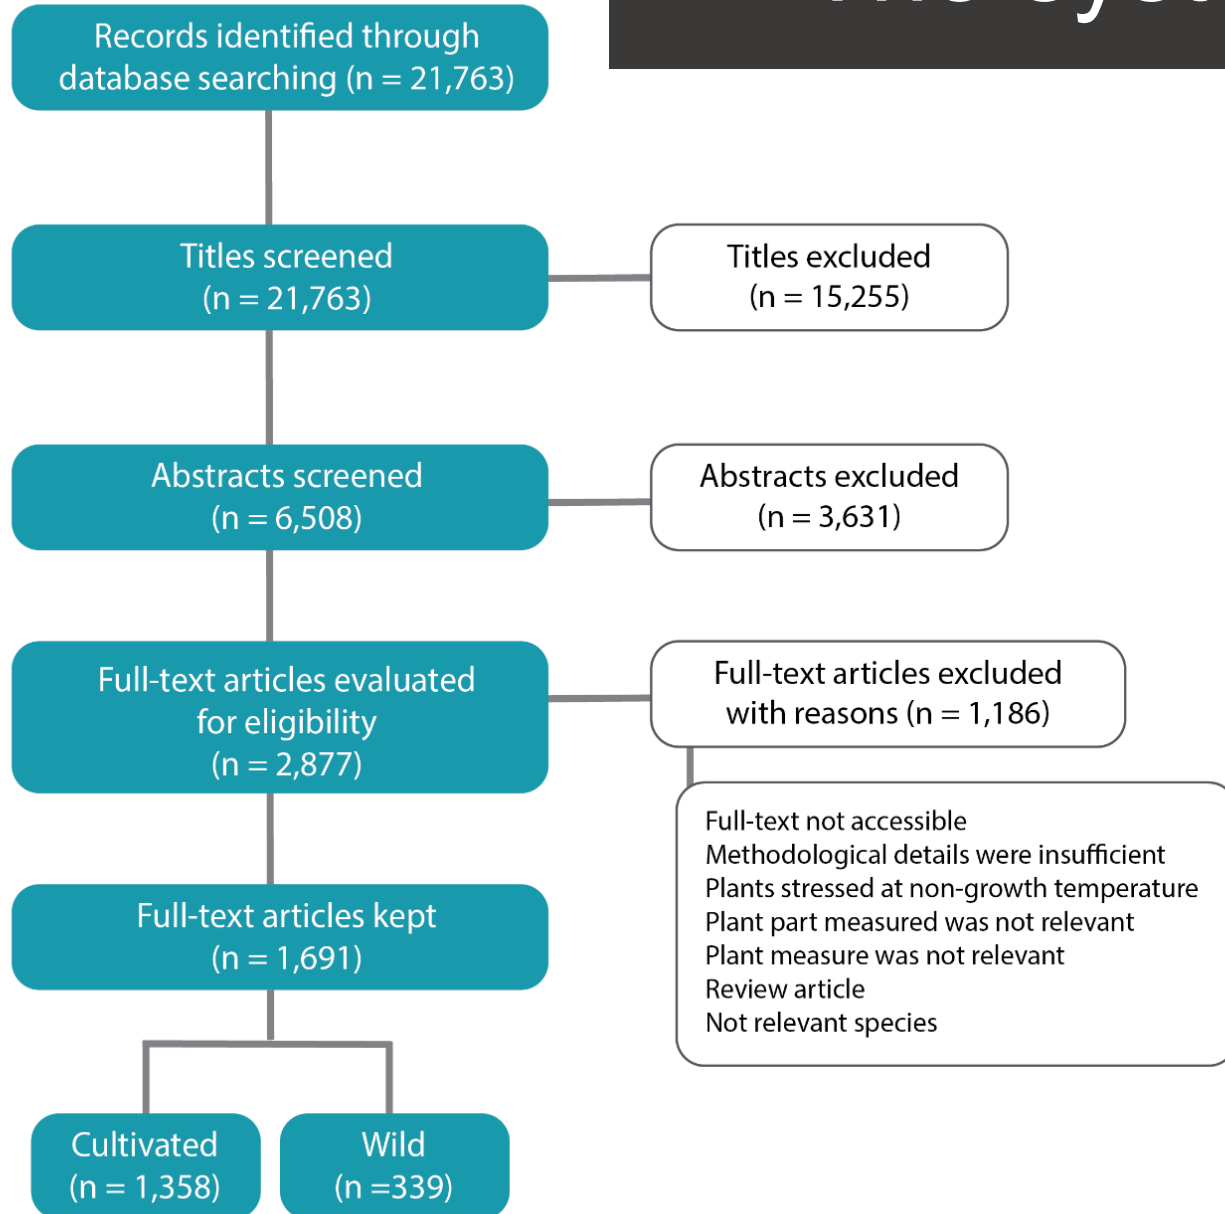 Records identified through
database searching (n = 21,763)
Titles screened
(n = 21,763)
Titles excluded
(n = 15,255)
Abstracts screened
(n = 6,508)
Abstracts excluded
(n = 3,631)
Full-text articles evaluated
for eligibility
(n = 2,877)
Full-text articles excluded
with reasons (n = 1,186)
Full-text not accessible
Methodological details were insufficient
Plants stressed at non-growth temperature
Plant part measured was not relevant
Plant measure was not relevant
Review article
Not relevant species
Full-text articles kept
(n = 1,691)
Cultivated
(n = 1,358)
Wild
(n =339)